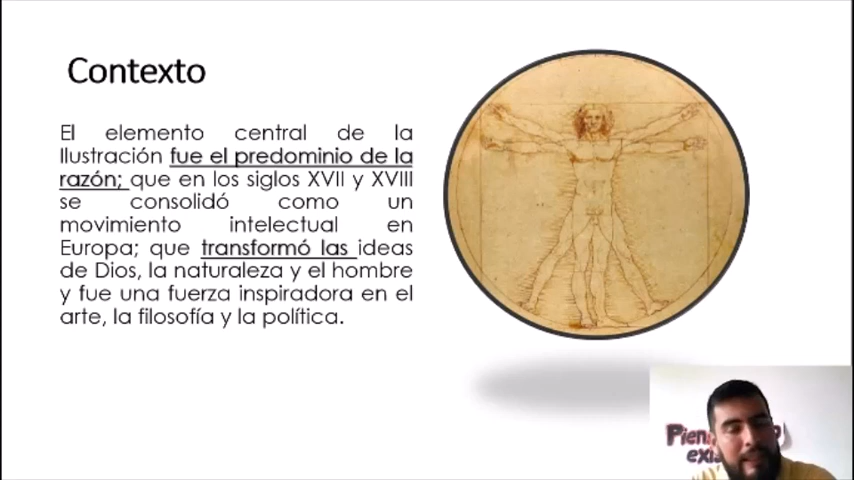 Contexto
El elemento central de la
Ilustración fue el predominio de la
razón; que en los siglos XVII y XVIII
se consolidó como un
movimiento intelectual en
Europa; que transformó las ideas
de Dios, la naturaleza y el hombre
y fue una fuerza inspiradora en el
arte, la filosofía y la política.